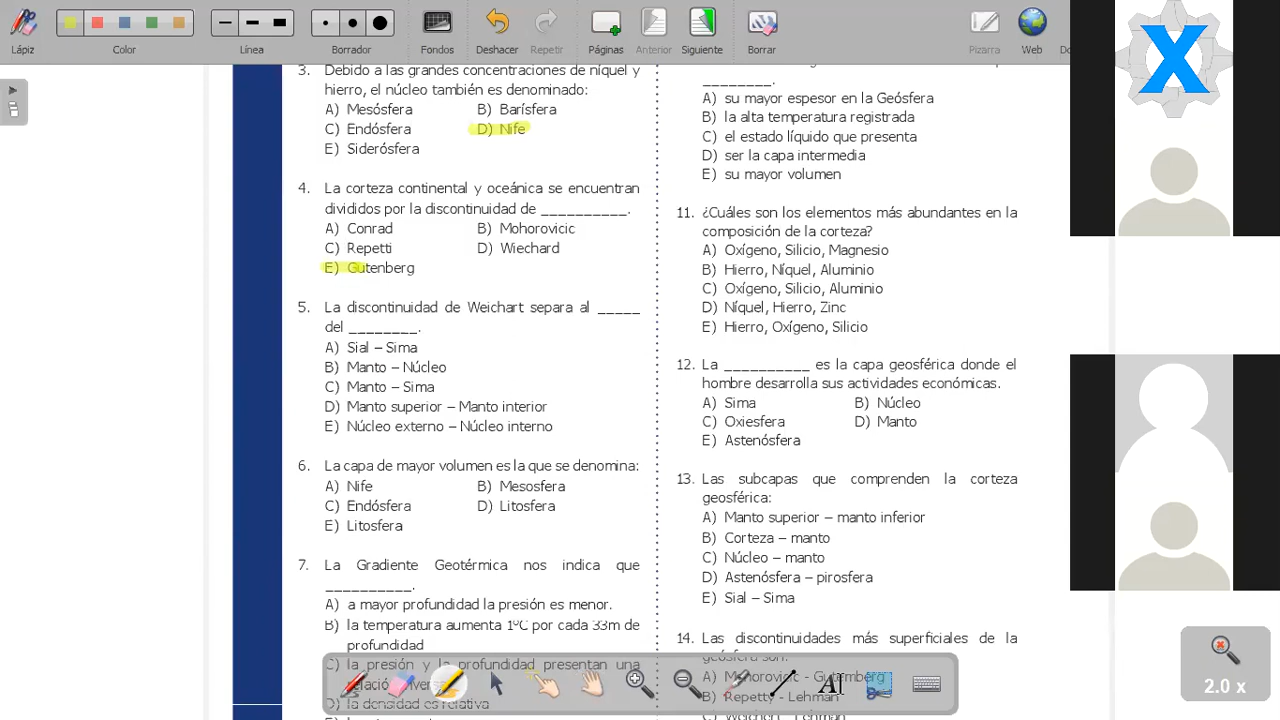 Lápiz
Color
Línea
Borrador
Fondos
Deshacer
Repetir
Páginas
Anterior
Siguiente
Borrar
Pizarra
Web
X
3. Debido a las grandes concentraciones de níquel y
hierro, el núcleo también es denominado:
A) Mesósfera B) Barísfera
C) Endósfera D) Nife
E) Siderósfera
4. La corteza continental y oceánica se encuentran
divididos por la discontinuidad de __________.
A) Conrad B) Mohorovicic
C) Repetti D) Wiechard
E) Gutenberg
5. La discontinuidad de Weichart separa al _____
del ________.
A) Sial – Sima
B) Manto – Núcleo
C) Manto – Sima
D) Manto superior – Manto interior
E) Núcleo externo – Núcleo interno
6. La capa de mayor volumen es la que se denomina:
A) Nife B) Mesosfera
C) Endósfera D) Litosfera
E) Litosfera
7. La Gradiente Geotérmica nos indica que
__________.
A) a mayor profundidad la presión es menor.
B) la temperatura aumenta 1ºC por cada 33m de
profundidad
C) la presión y la profundidad presentan una
D) la densidad es relativa
________.
A) su mayor espesor en la Geósfera
B) la alta temperatura registrada
C) el estado líquido que presenta
D) ser la capa intermedia
E) su mayor volumen
11. ¿Cuáles son los elementos más abundantes en la
composición de la corteza?
A) Oxígeno, Silicio, Magnesio
B) Hierro, Níquel, Aluminio
C) Oxígeno, Silicio, Aluminio
D) Níquel, Hierro, Zinc
E) Hierro, Oxígeno, Silicio
12. La __________ es la capa geosférica donde el
hombre desarrolla sus actividades económicas.
A) Sima B) Núcleo
C) Oxiesfera D) Manto
E) Astenósfera
13. Las subcapas que comprenden la corteza
geosférica:
A) Manto superior – manto inferior
B) Corteza – manto
C) Núcleo – manto
D) Astenósfera – pirosfera
E) Sial – Sima
14. Las discontinuidades más superficiales de la
geósfera son:
A) Mohorovicic - Gutemberg
B) Repetty - Lehman
2.0 x